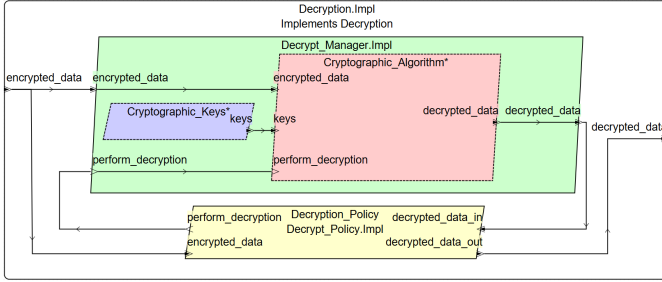 Decryption.Impl
Implements Decryption
Decrypt_Manager.Impl
Cryptographic_Algorithm*
encrypted_data
encrypted_data
encrypted_data
Cryptographic_Keys*
keys
keys
decrypted_data
decrypted_data
decrypted_data
perform_decryption
perform_decryption
perform_decryption
Decryption_Policy
decrypted_data_in
Decrypt_Policy.Impl
encrypted_data
decrypted_data_out